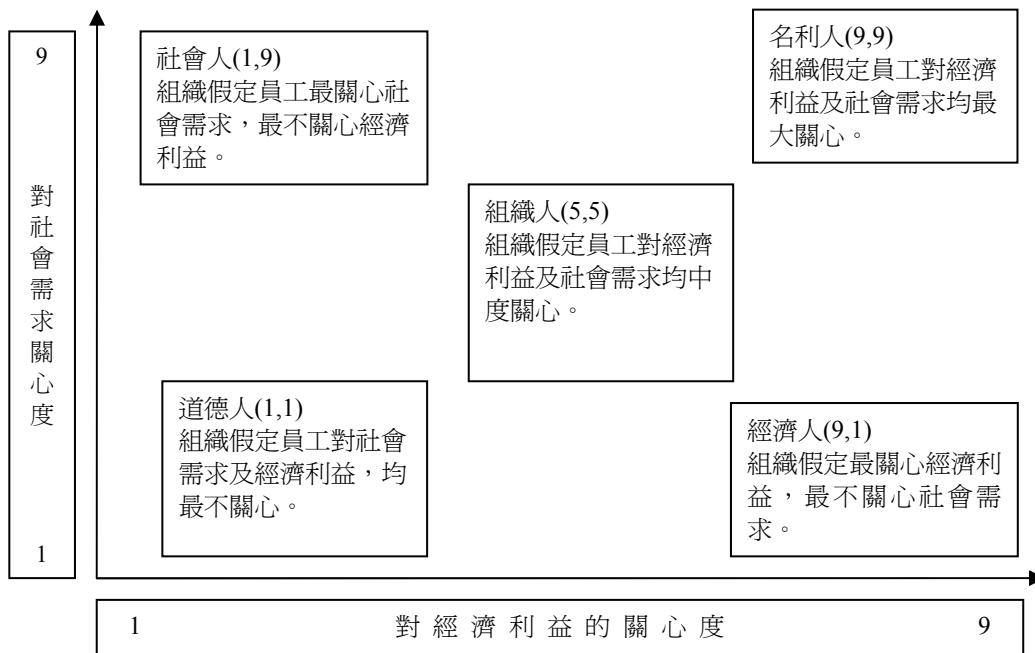 9
對社會需求關心度
1
社會人(1,9)
組織假定員工最關心社
會需求，最不關心經濟
利益。
名利人(9,9)
組織假定員工對經濟
利益及社會需求均最
大關心。
組織人(5,5)
組織假定員工對經濟
利益及社會需求均中
度關心。
道德人(1,1)
組織假定員工對社會
需求及經濟利益，均
最不關心。
經濟人(9,1)
組織假定最關心經濟利
益，最不關心社會需
求。
1 對經濟利益的關心度 9